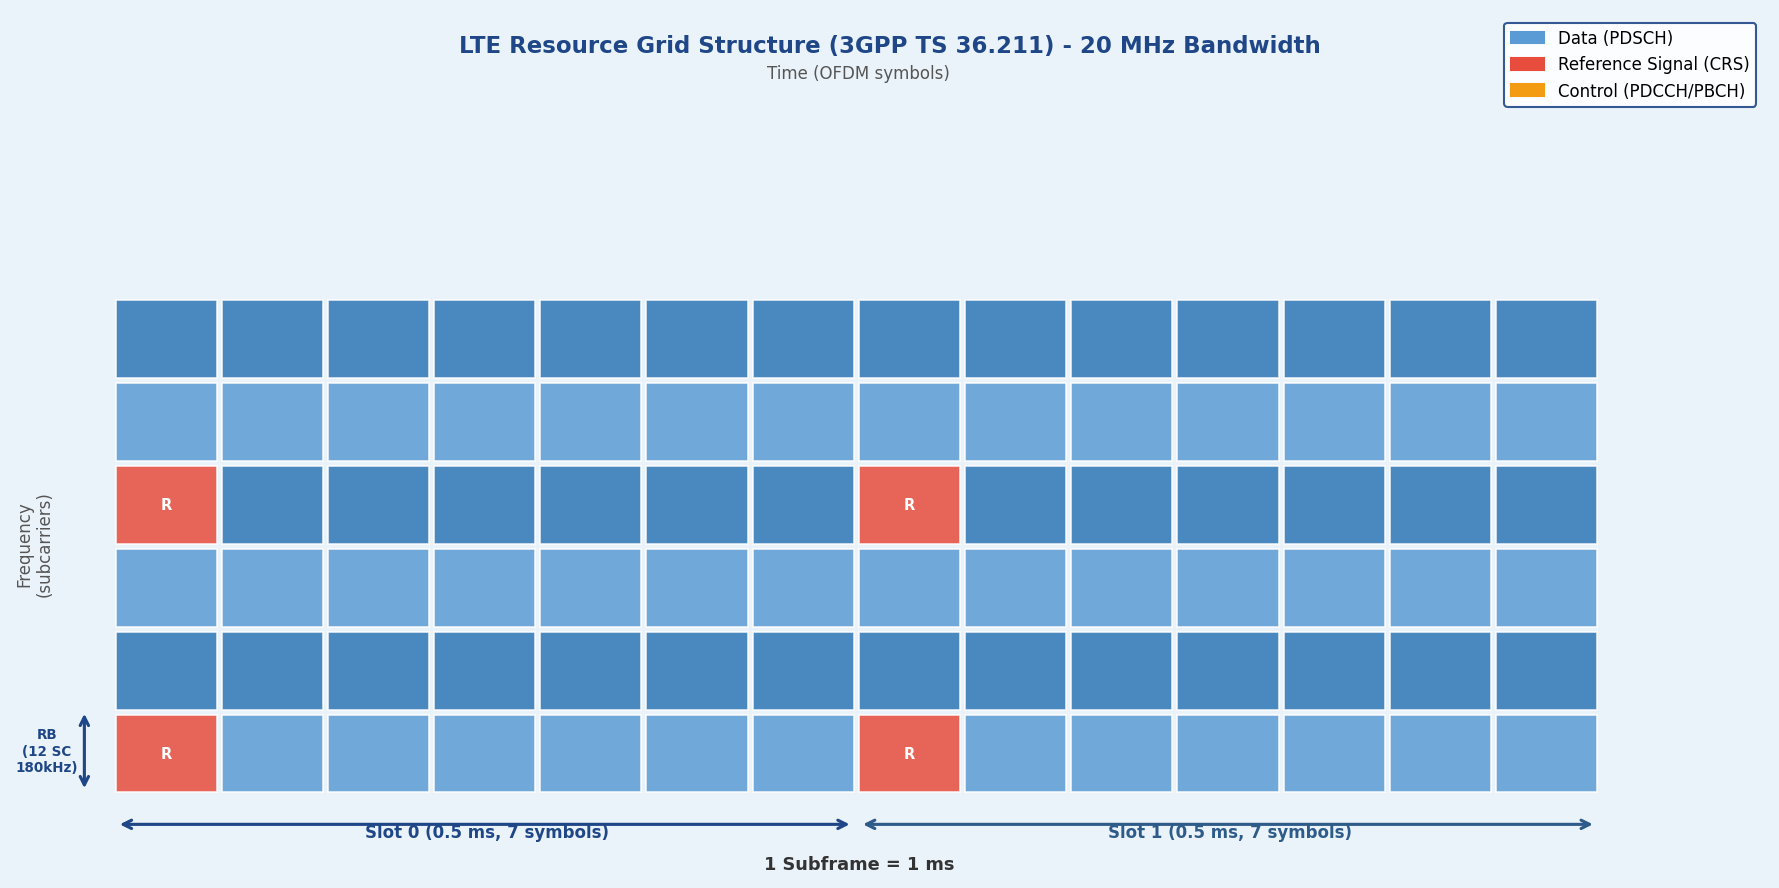 LTE Resource Grid Structure (3GPP TS 36.211) - 20 MHz Bandwidth
Time (OFDM symbols)
Data (PDSCH)
Reference Signal (CRS)
Control (PDCCH/PBCH)
Frequency
(subcarriers)
R
R
R
R
RB
(12 SC
180kHz)
Slot 0 (0.5 ms, 7 symbols)
Slot 1 (0.5 ms, 7 symbols)
1 Subframe = 1 ms